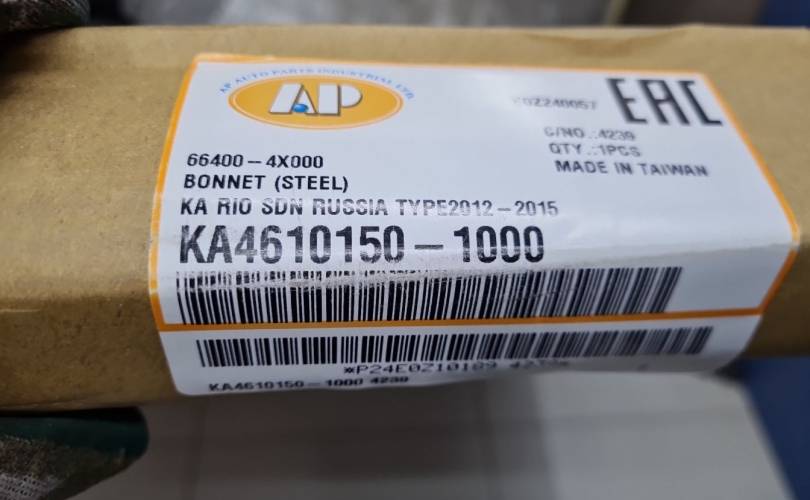 AP AUTO PARTS INDUSTRIAL LTD.
AP
EAC
C/NO.:4239
QTY.:1PCS
MADE IN TAIWAN
66400-4X000
BONNET (STEEL)
KA RIO SDN RUSSIA TYPE2012-2015
KA4610150-1000
KA4610150-1000 4239